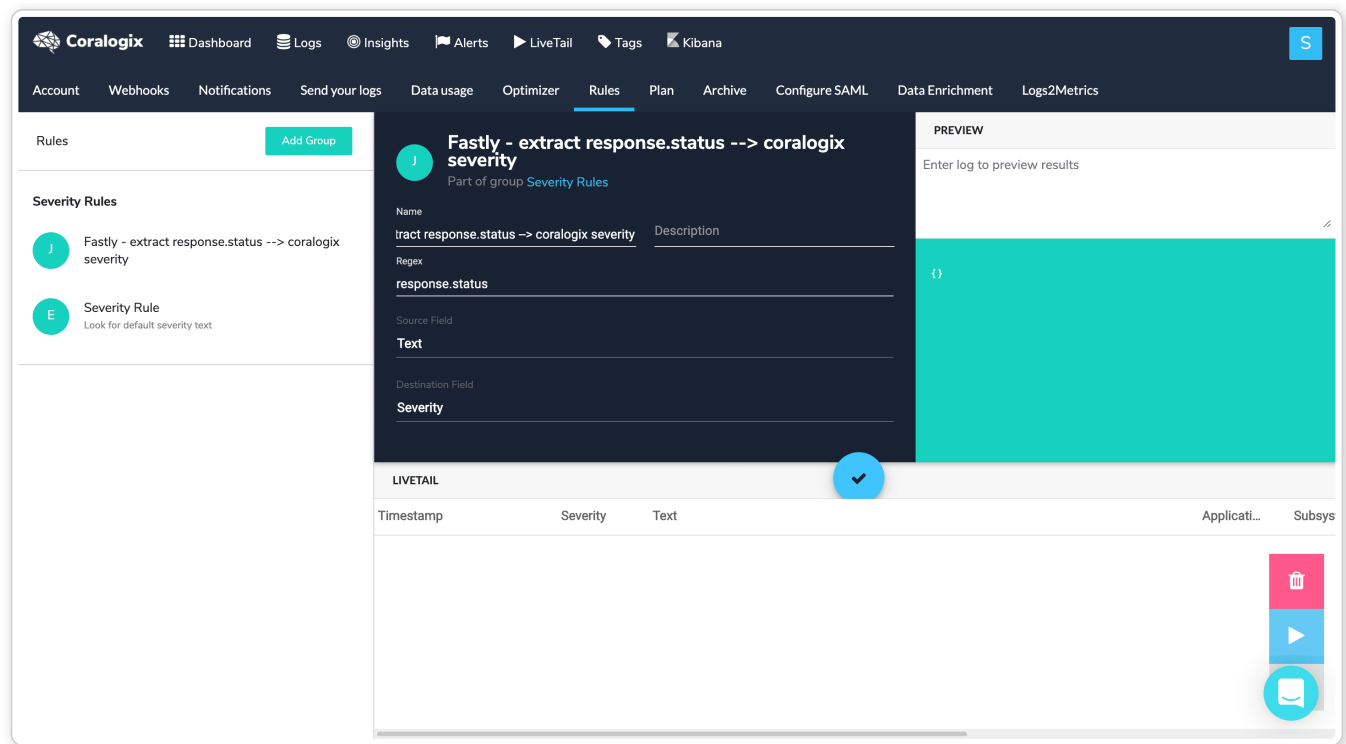 Coralogix
Dashboard
Logs
Insights
Alerts
LiveTail
Tags
Kibana
S
Account
Webhooks
Notifications
Send your logs
Data usage
Optimizer
Rules
Plan
Archive
Configure SAML
Data Enrichment
Logs2Metrics
Rules
Add Group
Severity Rules
J
Fastly - extract response.status --> coralogix
severity
E
Severity Rule
Look for default severity text
J
Fastly - extract response.status --> coralogix
severity
Part of group Severity Rules
Name
tract response.status --> coralogix severity
Description
Regex
response.status
Source Field
Text
Destination Field
Severity
PREVIEW
Enter log to preview results
{}
LIVETAIL
Timestamp
Severity
Text
Applicati...
Subsys